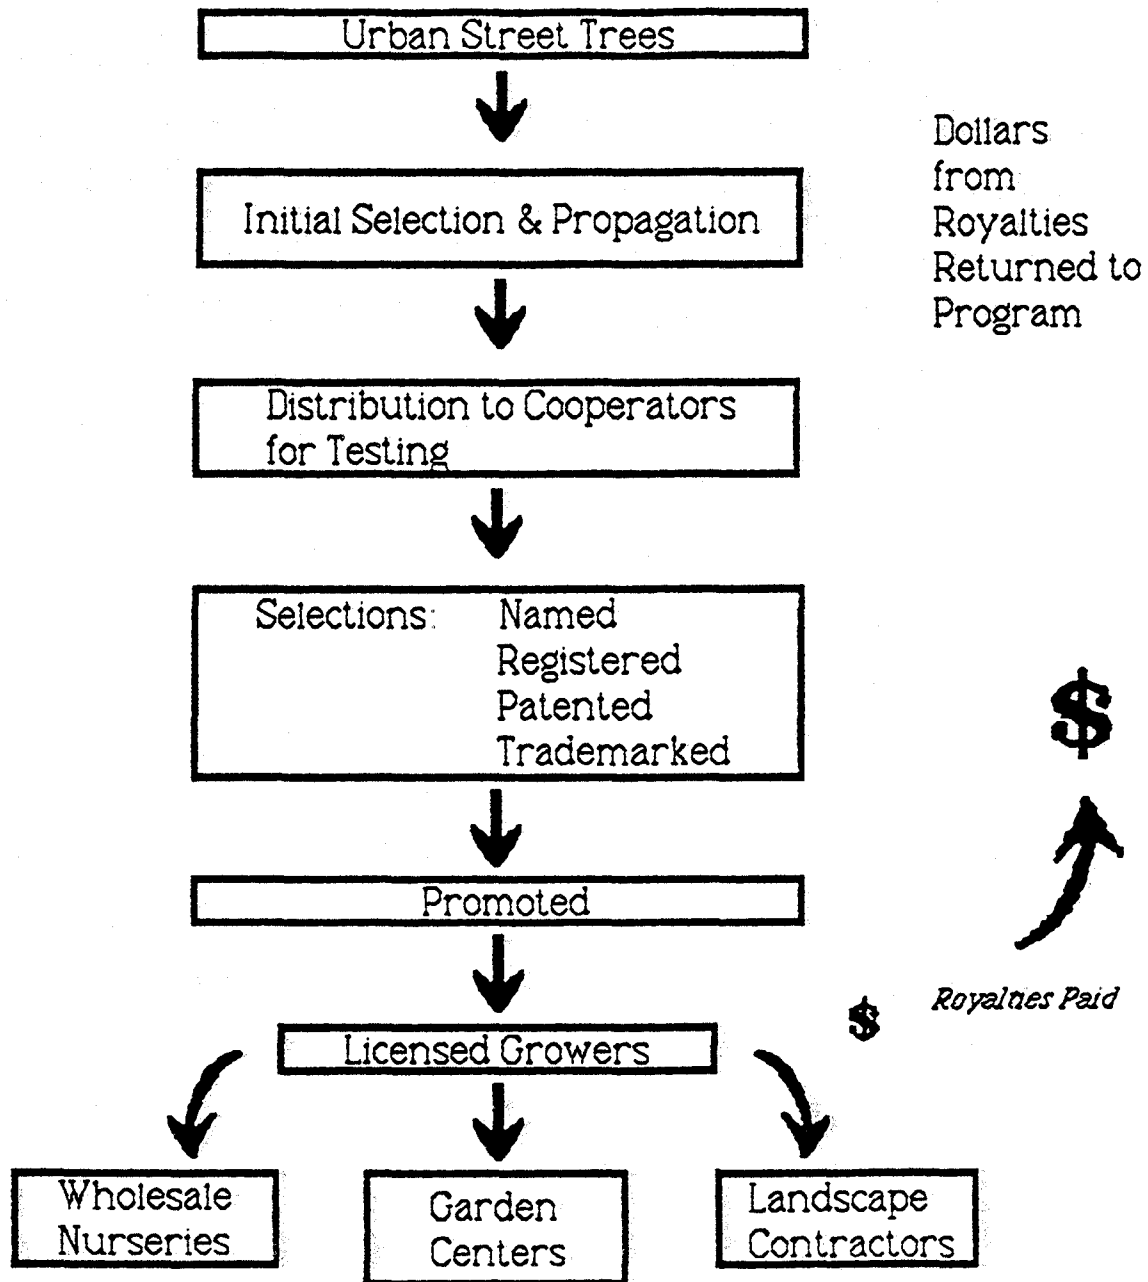 Urban Street Trees
Initial Selection & Propagation
Distribution to Cooperators
for Testing
Selections: Named
Registered
Patented
Trademarked
Promoted
Licensed Growers
Wholesale
Nurseries
Garden
Centers
Landscape
Contractors
Dollars
from
Royalties
Returned to
Program
$
$ Royalties Paid